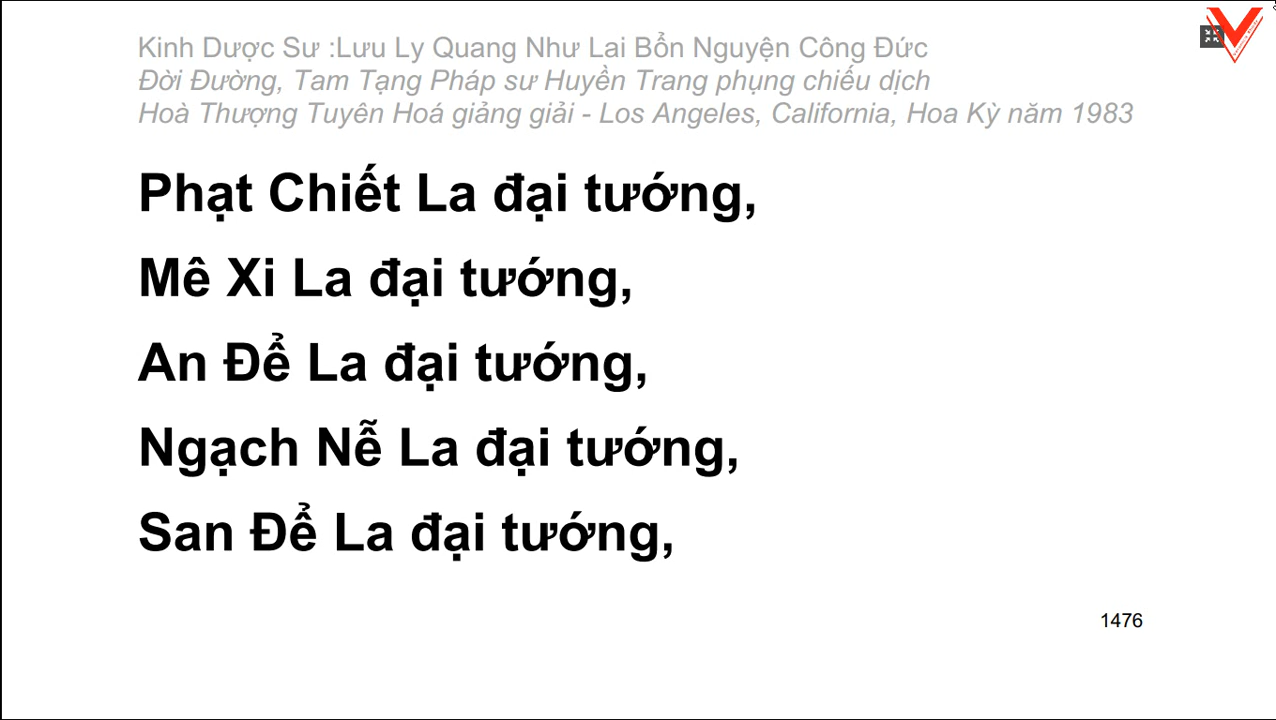 Kinh Dược Sư :Lưu Ly Quang Như Lai Bổn Nguyện Công Đức
Đời Đường, Tam Tạng Pháp sư Huyền Trang phụng chiếu dịch
Hoà Thượng Tuyên Hoá giảng giải - Los Angeles, California, Hoa Kỳ năm 1983
Phạt Chiết La đại tướng,
Mê Xi La đại tướng,
An Để La đại tướng,
Ngạch Nễ La đại tướng,
San Để La đại tướng,
1476